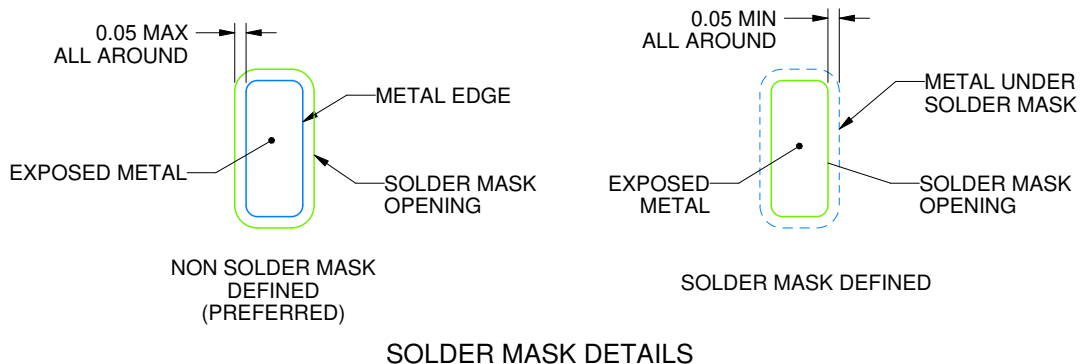 0.05 MAX
ALL AROUND
METAL EDGE
EXPOSED METAL
SOLDER MASK
OPENING
NON SOLDER MASK
DEFINED
(PREFERRED)
0.05 MIN
ALL AROUND
METAL UNDER
SOLDER MASK
EXPOSED
METAL
SOLDER MASK
OPENING
SOLDER MASK DEFINED
SOLDER MASK DETAILS